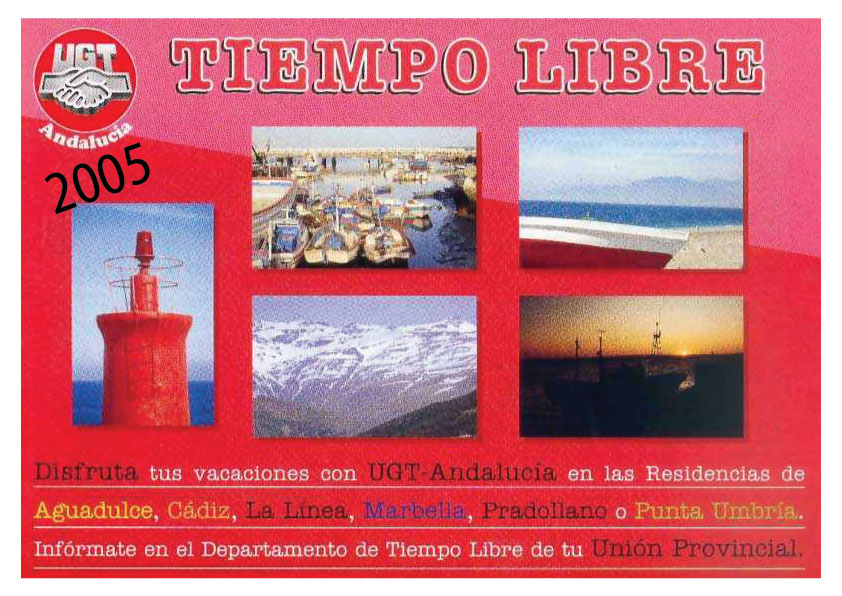 UGT
Andalucía
TIEMPO LIBRE
2005
Disfruta tus vacaciones con UGT-Andalucía en las Residencias de
Aguadulce, Cádiz, La Línea, Marbella, Pradollano o Punta Umbría.
Infórmate en el Departamento de Tiempo Libre de tu Unión Provincial.